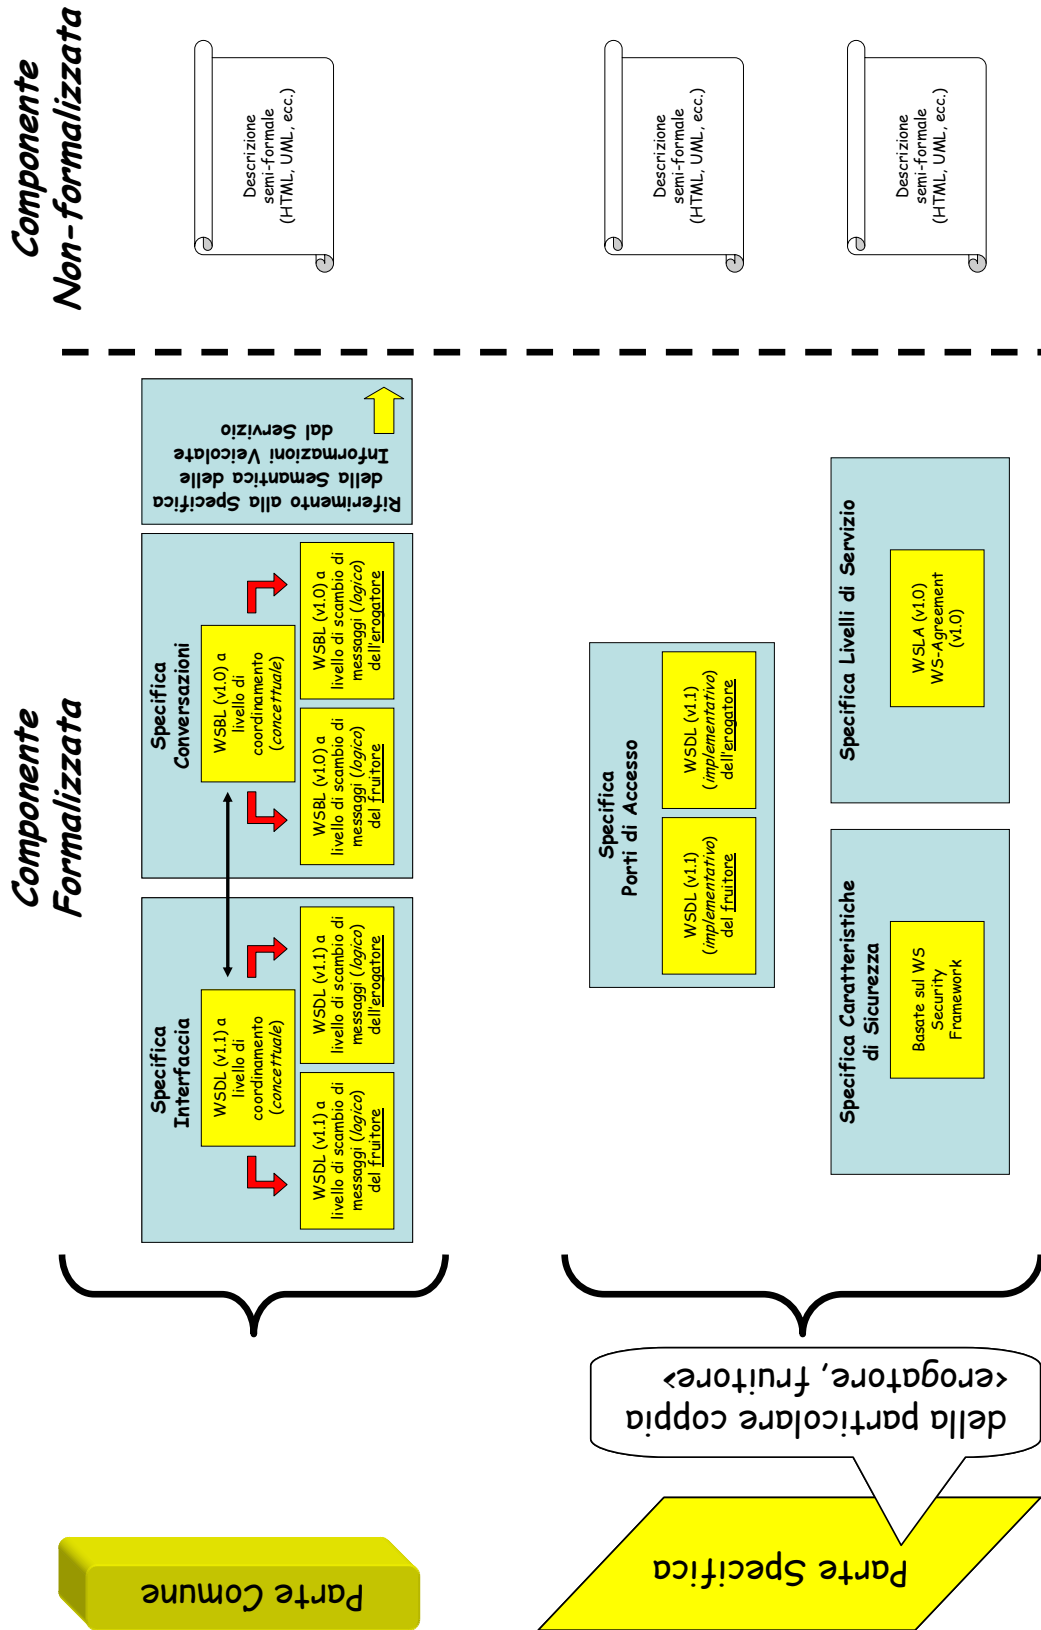 Componente
Formalizzata
Componente
Non-formalizzata
Parte Comune
Specifica
Interfaccia
WSDL (v1.1) a
livello di
coordinamento
(concettuale)
WSDL (v1.1) a
livello di scambio di
messaggi (logico)
del fruitore
WSDL (v1.1) a
livello di scambio di
messaggi (logico)
dell'erogatore
Specifica
Conversazioni
WSBL (v1.0) a
livello di
coordinamento
(concettuale)
WSBL (v1.0) a
livello di scambio di
messaggi (logico)
del fruitore
WSBL (v1.0) a
livello di scambio di
messaggi (logico)
dell'erogatore
Riferimento alla Specifica
della Semantica delle
Informazioni Veicolate
dal Servizio
Descrizione
semi-formale
(HTML, UML, ecc.)
Parte Specifica
della particolare coppia
<erogatore, fruitore>
Specifica
Porti di Accesso
WSDL (v1.1)
(implementativo)
del fruitore
WSDL (v1.1)
(implementativo)
dell'erogatore
Descrizione
semi-formale
(HTML, UML, ecc.)
Specifica Caratteristiche
di Sicurezza
Basate sul WS
Security
Framework
Specifica Livelli di Servizio
WSLA (v1.0)
WS-Agreement
(v1.0)
Descrizione
semi-formale
(HTML, UML, ecc.)